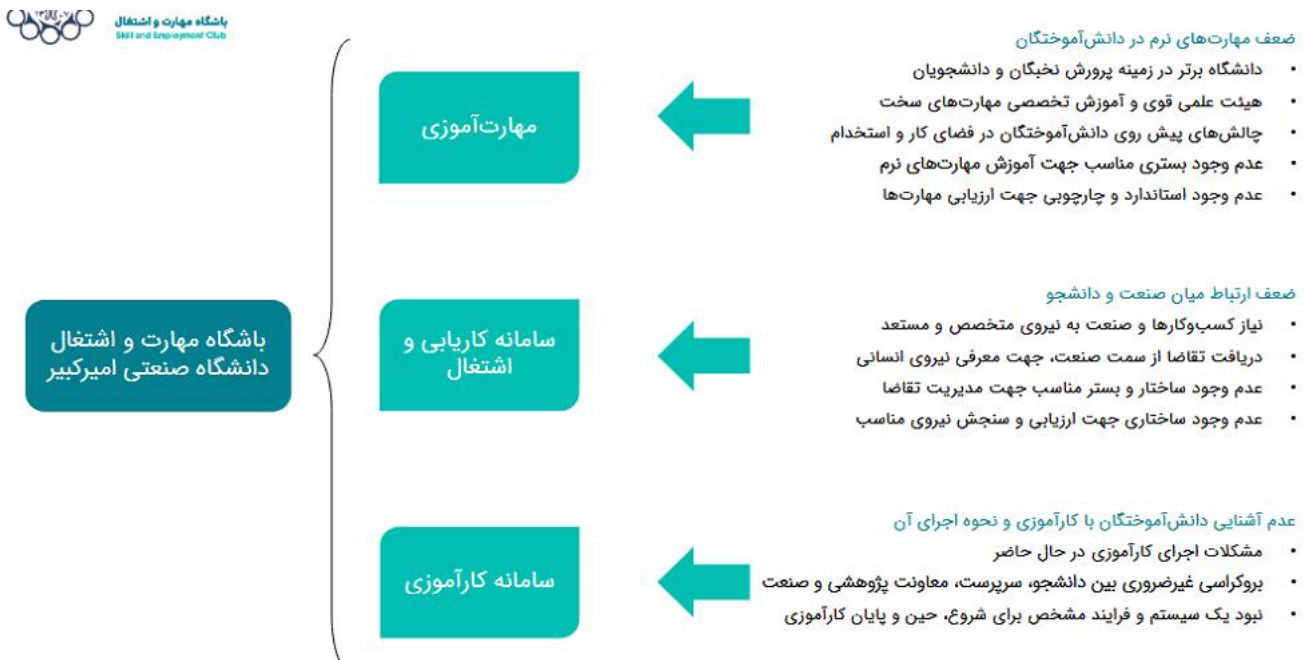 باشگاه مهارت و اشتغال
Skill and Employment Club
ضعف مهارت‌های نرم در دانش‌آموختگان
• دانشگاه برتر در زمینه پرورش نخبگان و دانشجویان
• هیئت علمی قوی و آموزش تخصصی مهارت‌های سخت
• چالش‌های پیش روی دانش‌آموختگان در فضای کار و استخدام
• عدم وجود بستری مناسب جهت آموزش مهارت‌های نرم
• عدم وجود استاندارد و چارچوبی جهت ارزیابی مهارت‌ها
مهارت‌آموزی
ضعف ارتباط میان صنعت و دانشجو
• نیاز کسب‌وکارها و صنعت به نیروی متخصص و مستعد
• دریافت تقاضا از سمت صنعت، جهت معرفی نیروی انسانی
• عدم وجود ساختار و بستر مناسب جهت مدیریت تقاضا
• عدم وجود ساختاری جهت ارزیابی و سنجش نیروی مناسب
سامانه کاریابی و
اشتغال
باشگاه مهارت و اشتغال
دانشگاه صنعتی امیرکبیر
عدم آشنایی دانش‌آموختگان با کارآموزی و نحوه اجرای آن
• مشکلات اجرای کارآموزی در حال حاضر
• بروکراسی غیرضروری بین دانشجو، سرپرست، معاونت پژوهشی و صنعت
• نبود یک سیستم و فرایند مشخص برای شروع، حین و پایان کارآموزی
سامانه کارآموزی